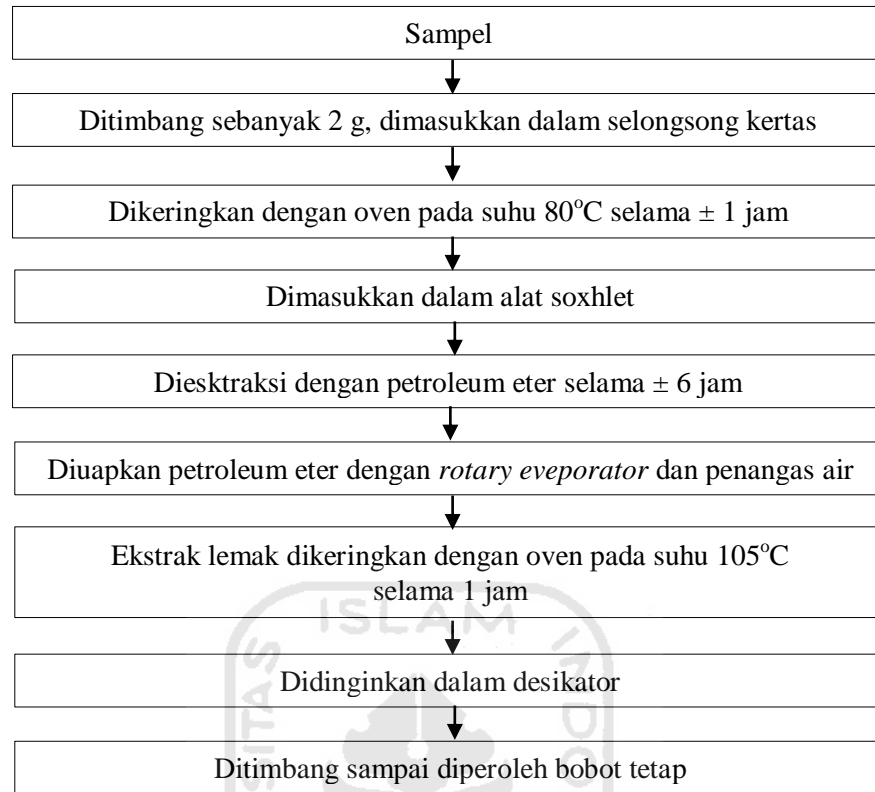 Sampel
Ditimbang sebanyak 2 g, dimasukkan dalam selongsong kertas
Dikeringkan dengan oven pada suhu 80°C selama ± 1 jam
Dimasukkan dalam alat soxhlet
Diesktraksi dengan petroleum eter selama ± 6 jam
Diuapkan petroleum eter dengan rotary eveporator dan penangas air
Ekstrak lemak dikeringkan dengan oven pada suhu 105°C
selama 1 jam
ISLAM
Didinginkan dalam desikator
Ditimbang sampai diperoleh bobot tetap